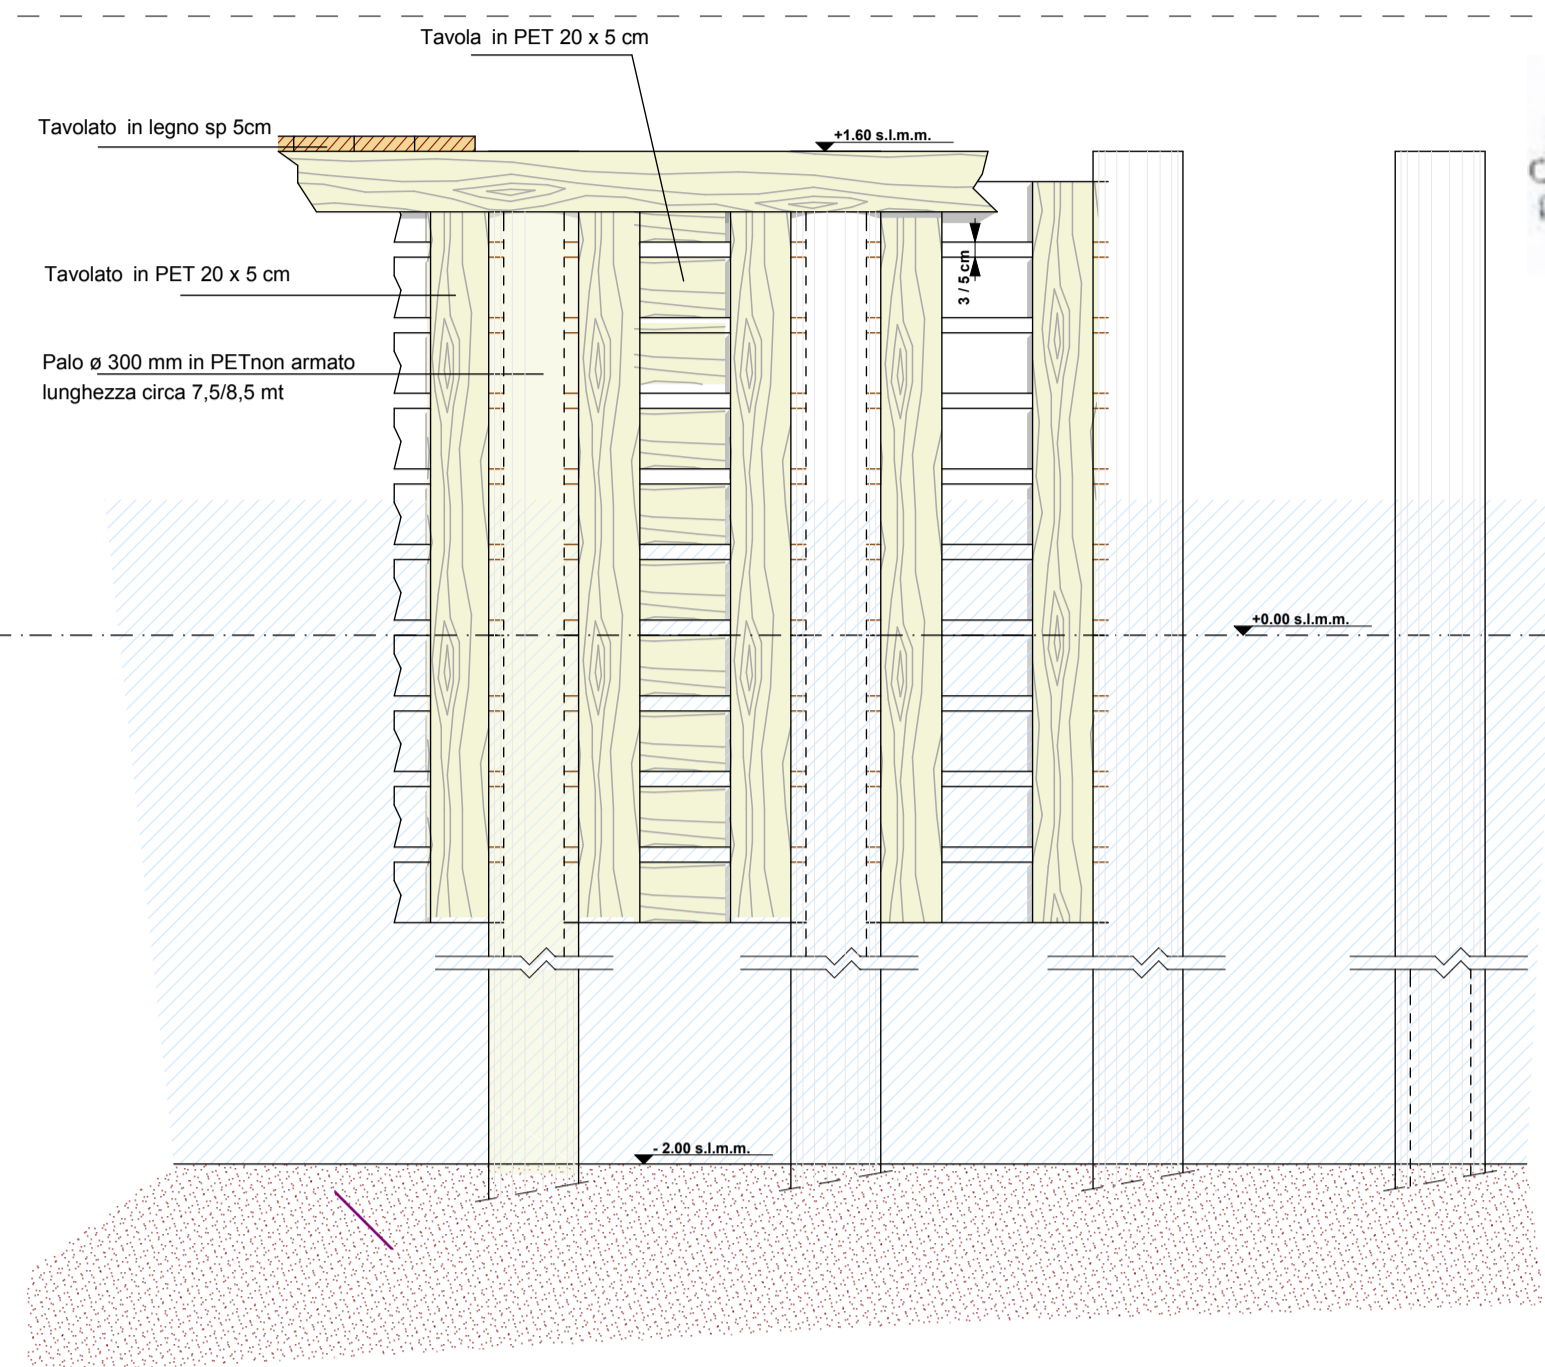 Tavola in PET 20 x 5 cm
Tavolato in legno sp 5cm
+1.60 s.l.m.m.
Tavolato in PET 20 x 5 cm
3 / 5 cm
Palo ø 300 mm in PETnon armato
lunghezza circa 7,5/8,5 mt
+0.00 s.l.m.m.
- 2.00 s.l.m.m.